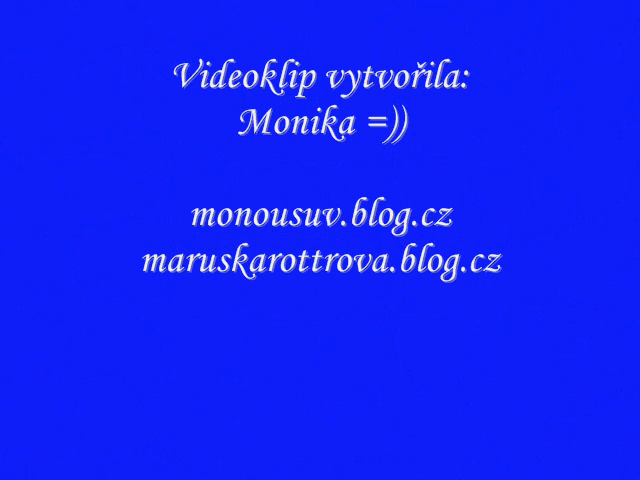 Videoklip vytvořila:
Monika =))
monousuv.blog.cz
maruskarottrova.blog.cz